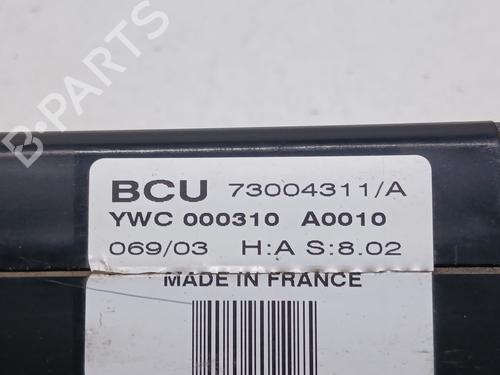 B-PARTS
BCU 73004311/A
YWC 000310 A0010
069/03 H:A S:8.02
MADE IN FRANCE